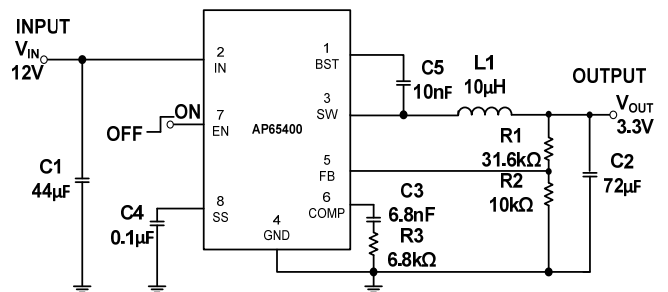 INPUT
VIN
12V
2
IN
1
BST
C5
10nF
L1
10µH
OUTPUT
VOUT
3.3V
ON
OFF
7
EN
AP65400
3
SW
R1
31.6kΩ
C2
72µF
5
FB
R2
10kΩ
C1
44µF
C4
0.1µF
8
SS
4
GND
6
COMP
C3
6.8nF
R3
6.8kΩ